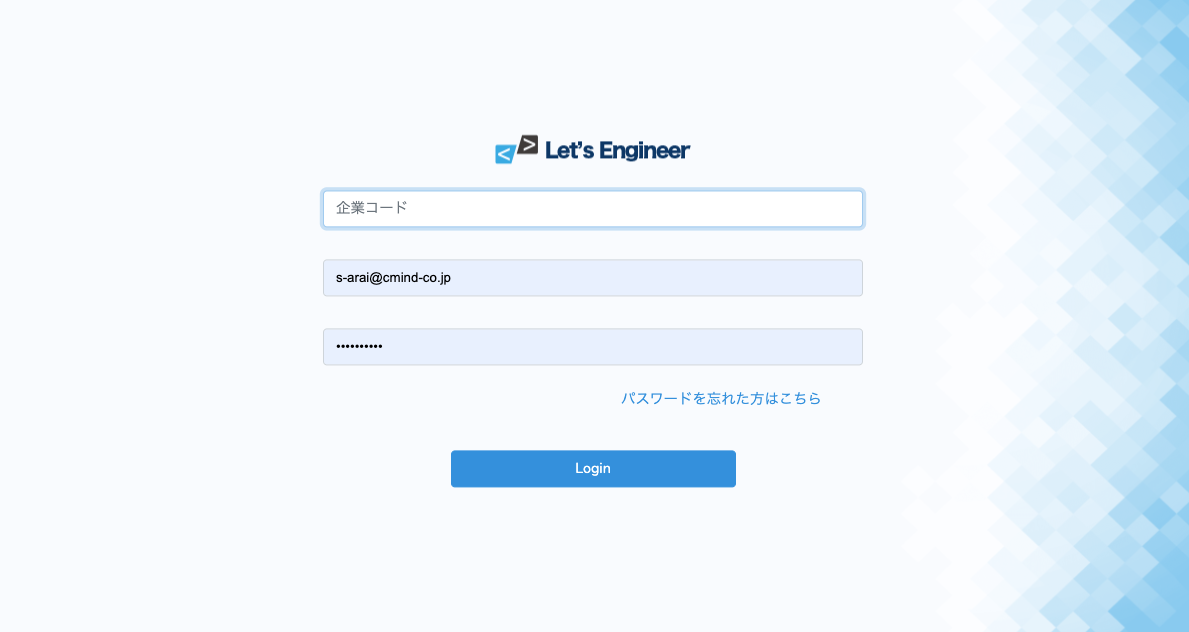 Let's Engineer
企業コード
s-arai@cmind-co.jp
••••••••••
パスワードを忘れた方はこちら
Login